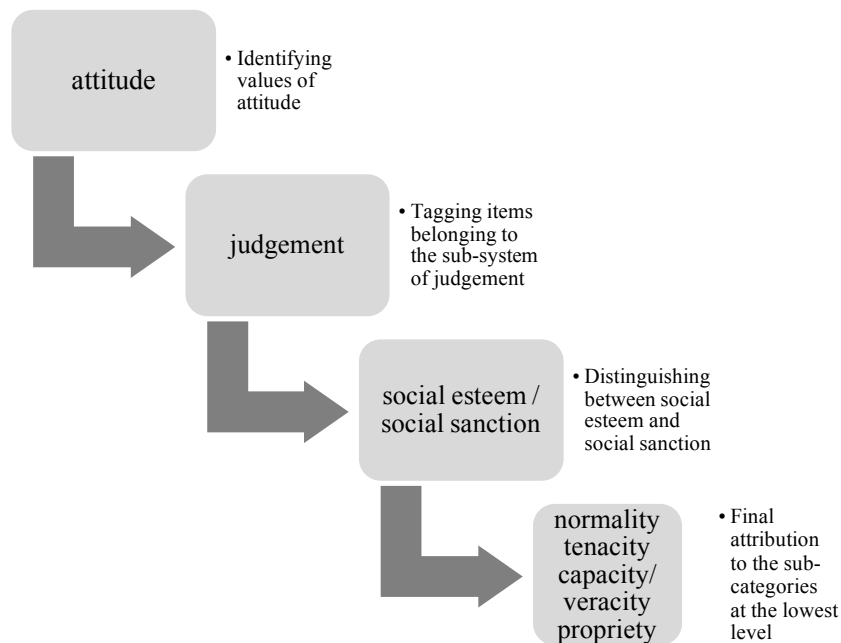 attitude
• Identifying
values of
attitude
judgement
• Tagging items
belonging to
the sub-system
of judgement
social esteem /
social sanction
• Distinguishing
between social
esteem and
social sanction
normality
tenacity
capacity/
veracity
propriety
• Final
attribution
to the sub-
categories
at the lowest
level